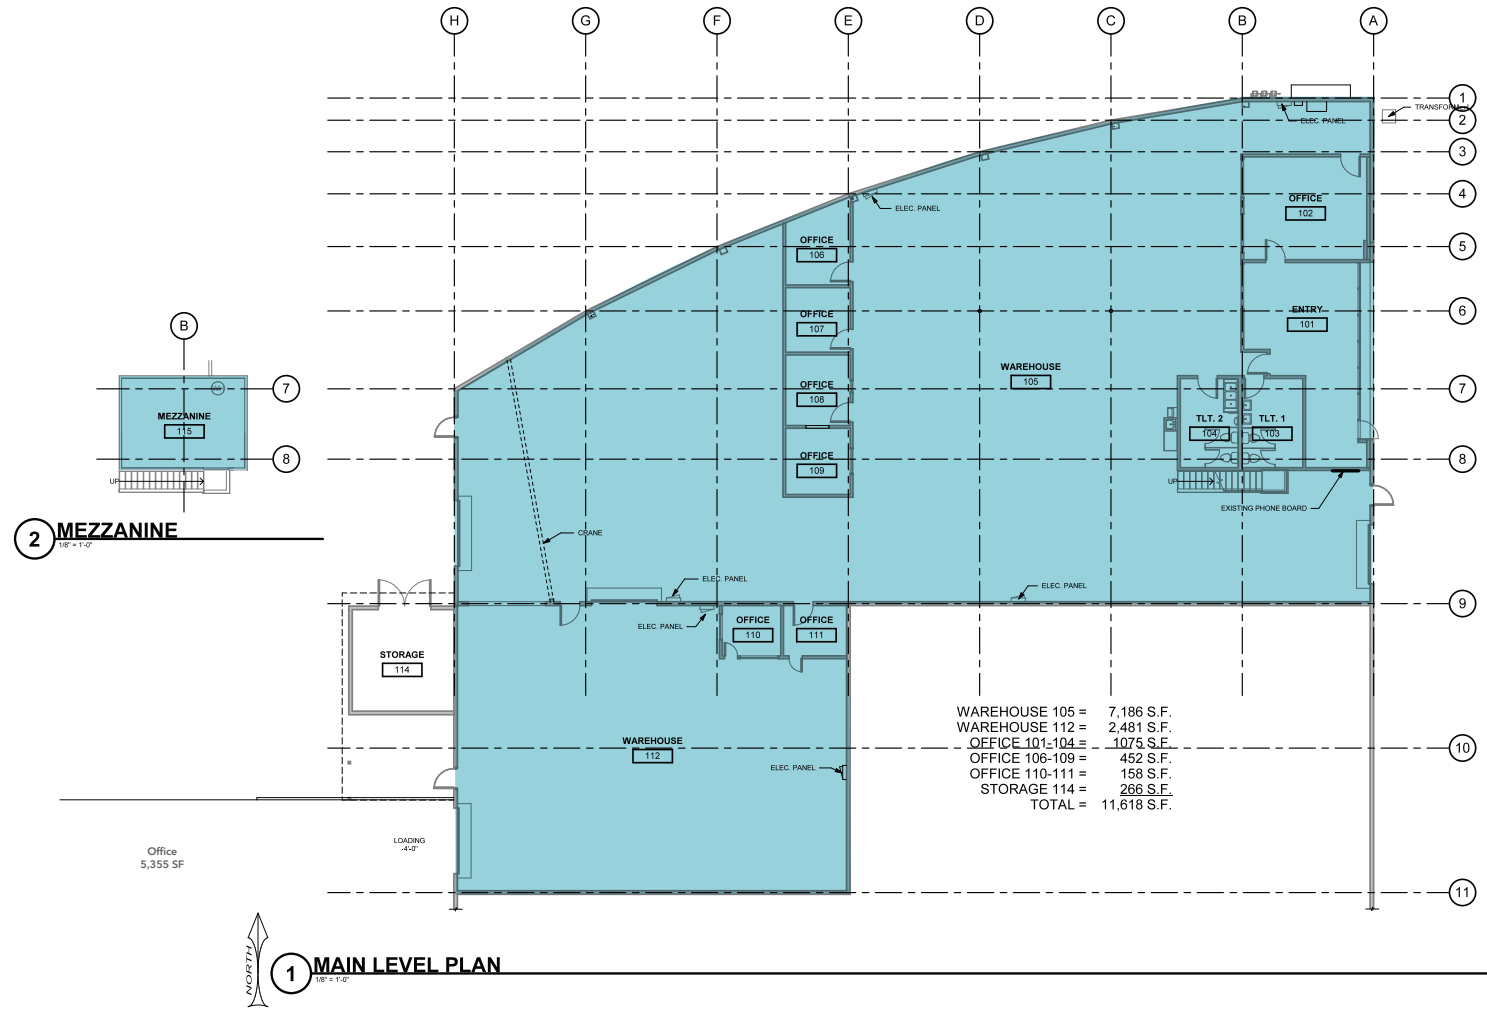 H G F E D C B A
1
TRANSFORMER
2
ELEC. PANEL
3
4
ELEC. PANEL
OFFICE
102
5
OFFICE
106
6
ENTRY
101
OFFICE
107
B
7
WAREHOUSE
105
7
OFFICE
108
MEZZANINE
115
TLT. 2
104
TLT. 1
103
8
OFFICE
109
8
UP
UP
EXISTING PHONE BOARD
2 MEZZANINE
1/8" = 1'-0"
CRANE
ELEC. PANEL
ELEC. PANEL
9
ELEC. PANEL
OFFICE
110
OFFICE
111
STORAGE
114
WAREHOUSE
112
ELEC. PANEL
WAREHOUSE 105 = 7,186 S.F.
WAREHOUSE 112 = 2,481 S.F.
OFFICE 101-104 = 1075 S.F.
OFFICE 106-109 = 452 S.F.
OFFICE 110-111 = 158 S.F.
STORAGE 114 = 266 S.F.
TOTAL = 11,618 S.F.
10
LOADING
-4'-0"
Office
5,355 SF
11
NORTH
1 MAIN LEVEL PLAN
1/8" = 1'-0"